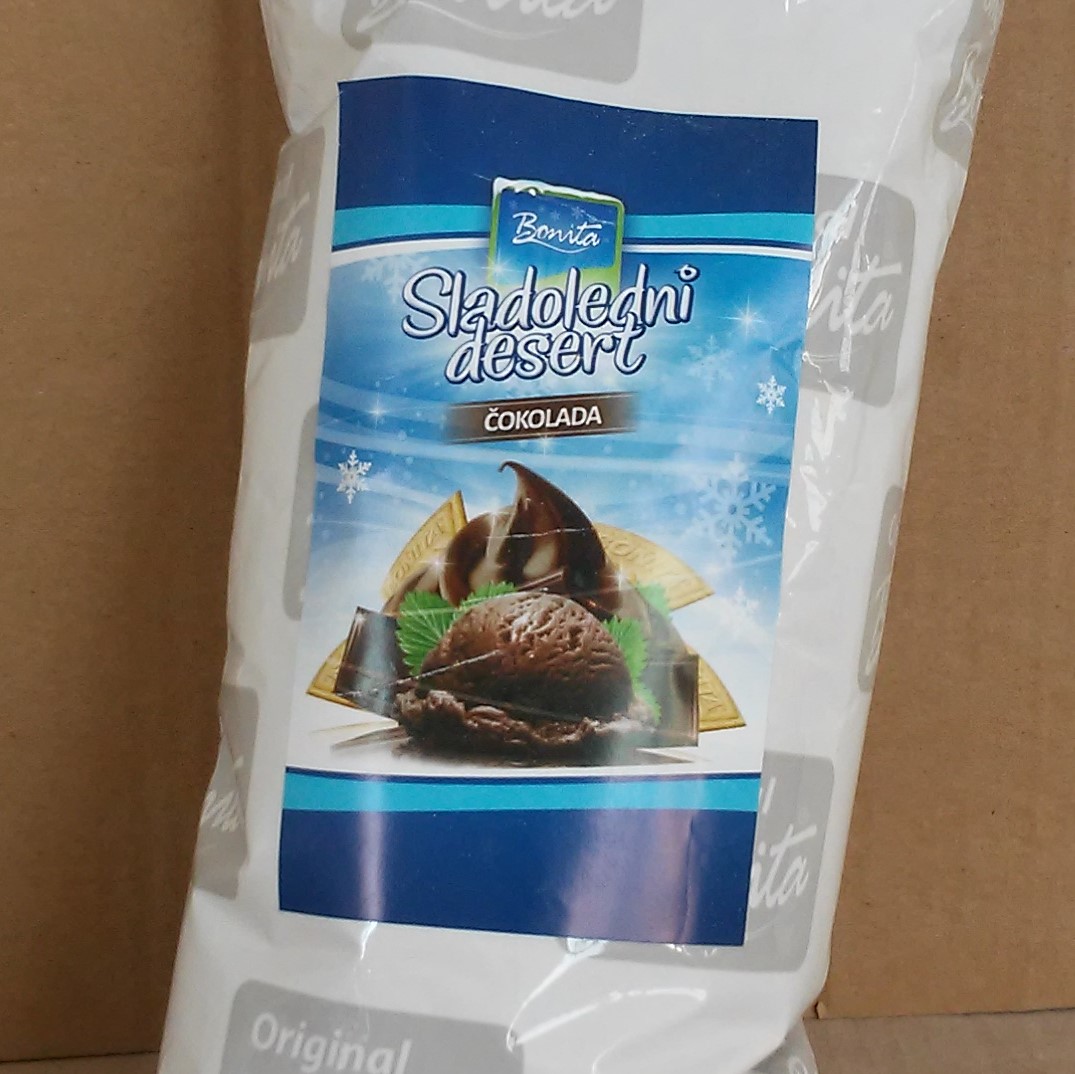 Bonita
Sladoledni
desert
ČOKOLADA
Original